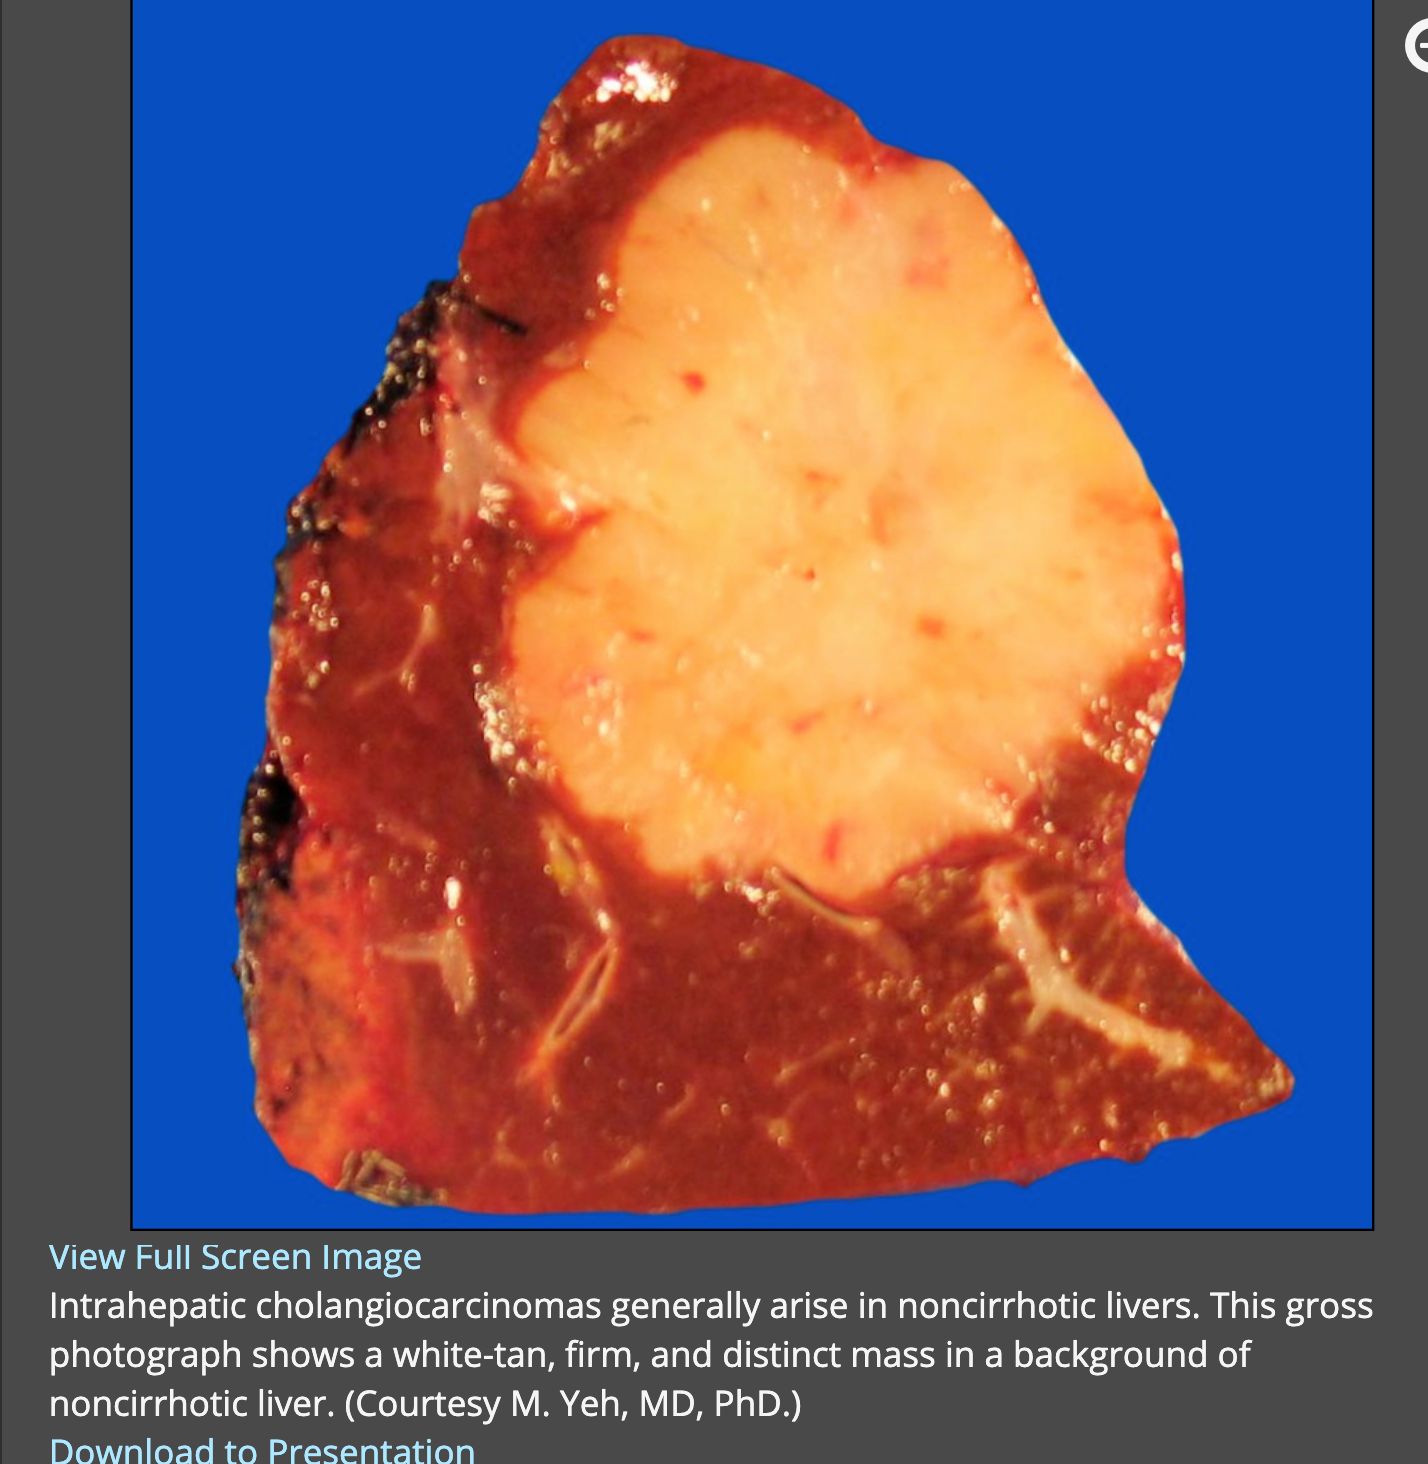 View Full Screen Image
Intrahepatic cholangiocarcinomas generally arise in noncirrhotic livers. This gross
photograph shows a white-tan, firm, and distinct mass in a background of
noncirrhotic liver. (Courtesy M. Yeh, MD, PhD.)
Download to Presentation